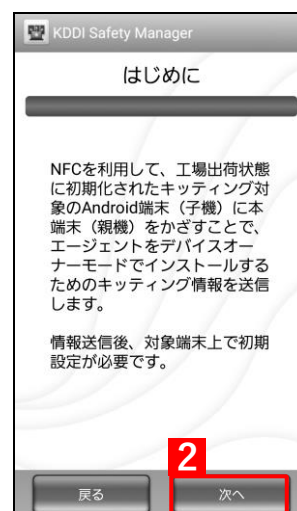 KDDI Safety Manager
はじめに
NFCを利用して、工場出荷状態
に初期化されたキッティング対
象のAndroid端末（子機）に本
端末（親機）をかざすことで、
エージェントをデバイスオー
ナーモードでインストールする
ためのキッティング情報を送信
します。
情報送信後、対象端末上で初期
設定が必要です。
2
戻る 次へ